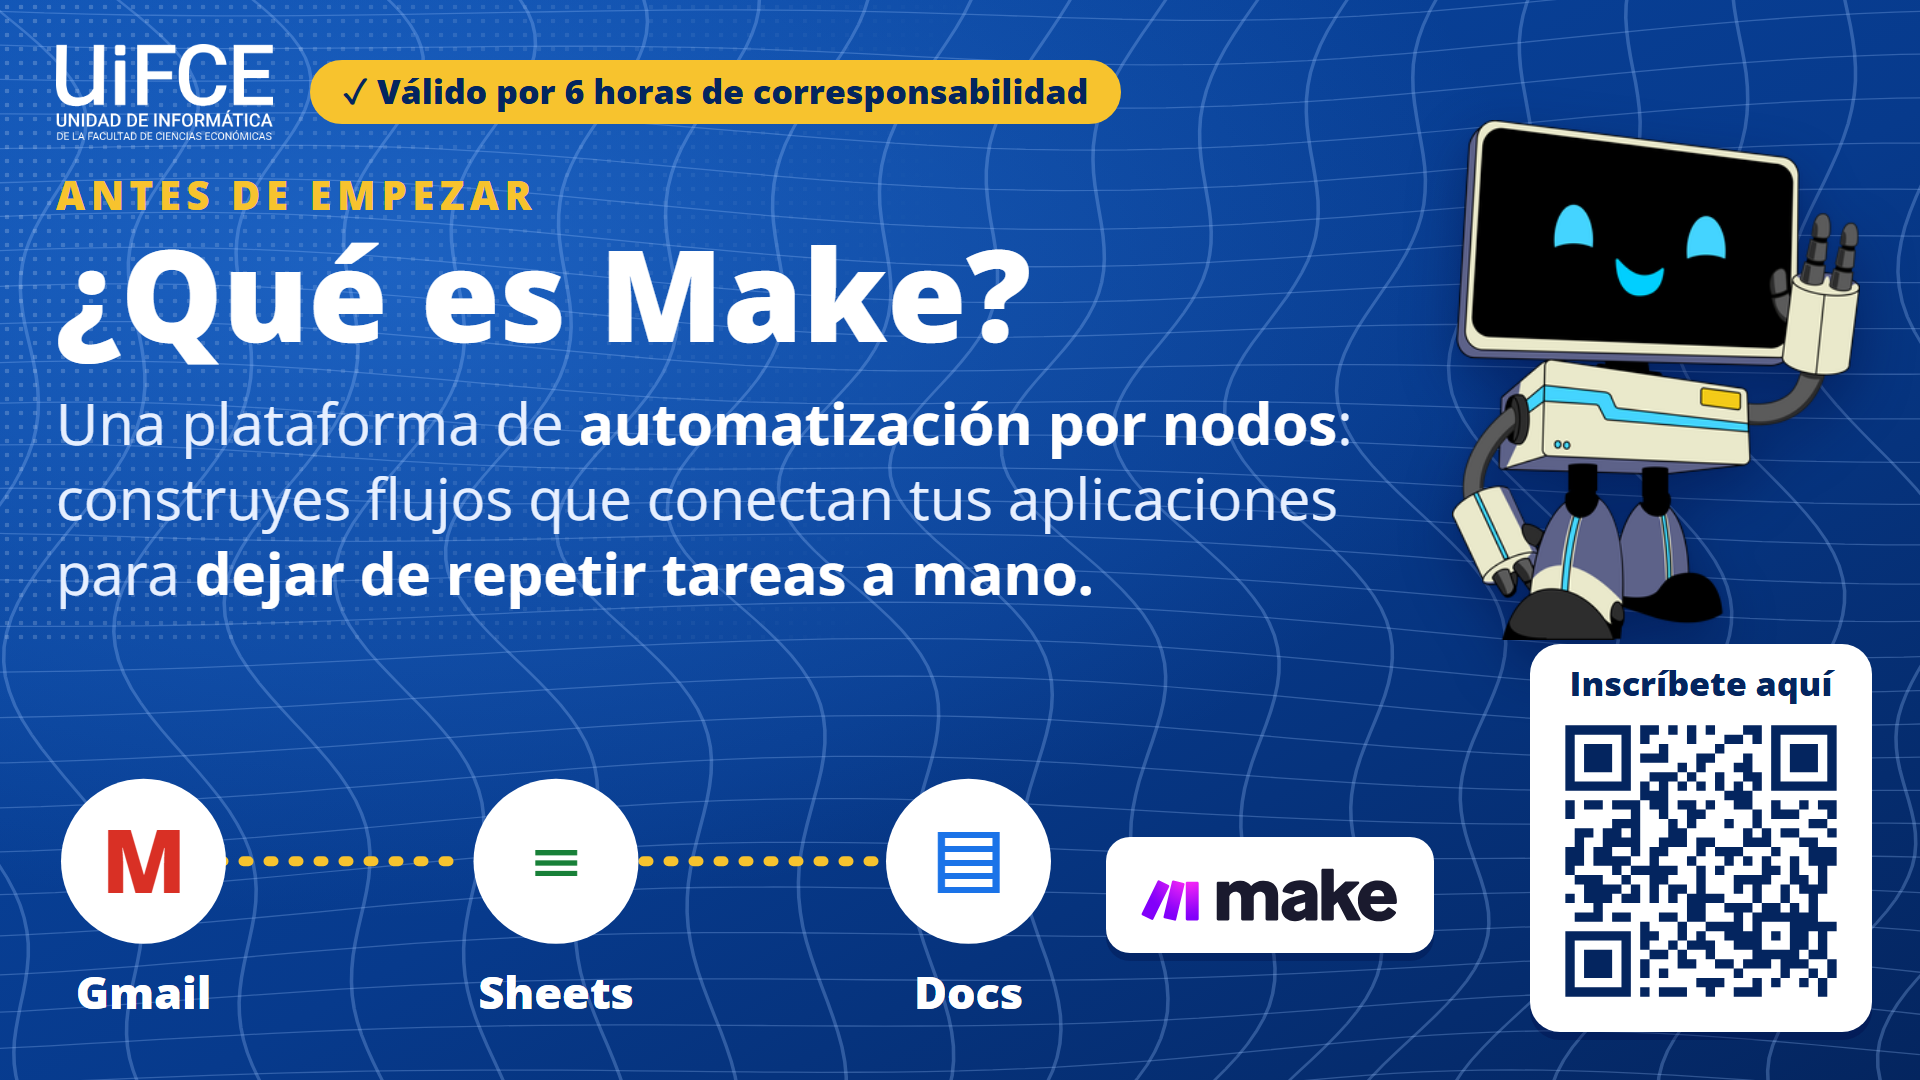 UiFCE
UNIDAD DE INFORMÁTICA
DE LA FACULTAD DE CIENCIAS ECONÓMICAS
✓ Válido por 6 horas de corresponsabilidad
ANTES DE EMPEZAR
¿Qué es Make?
Una plataforma de automatización por nodos:
construyes flujos que conectan tus aplicaciones
para dejar de repetir tareas a mano.
M
Gmail
Sheets
Docs
make
Inscríbete aquí